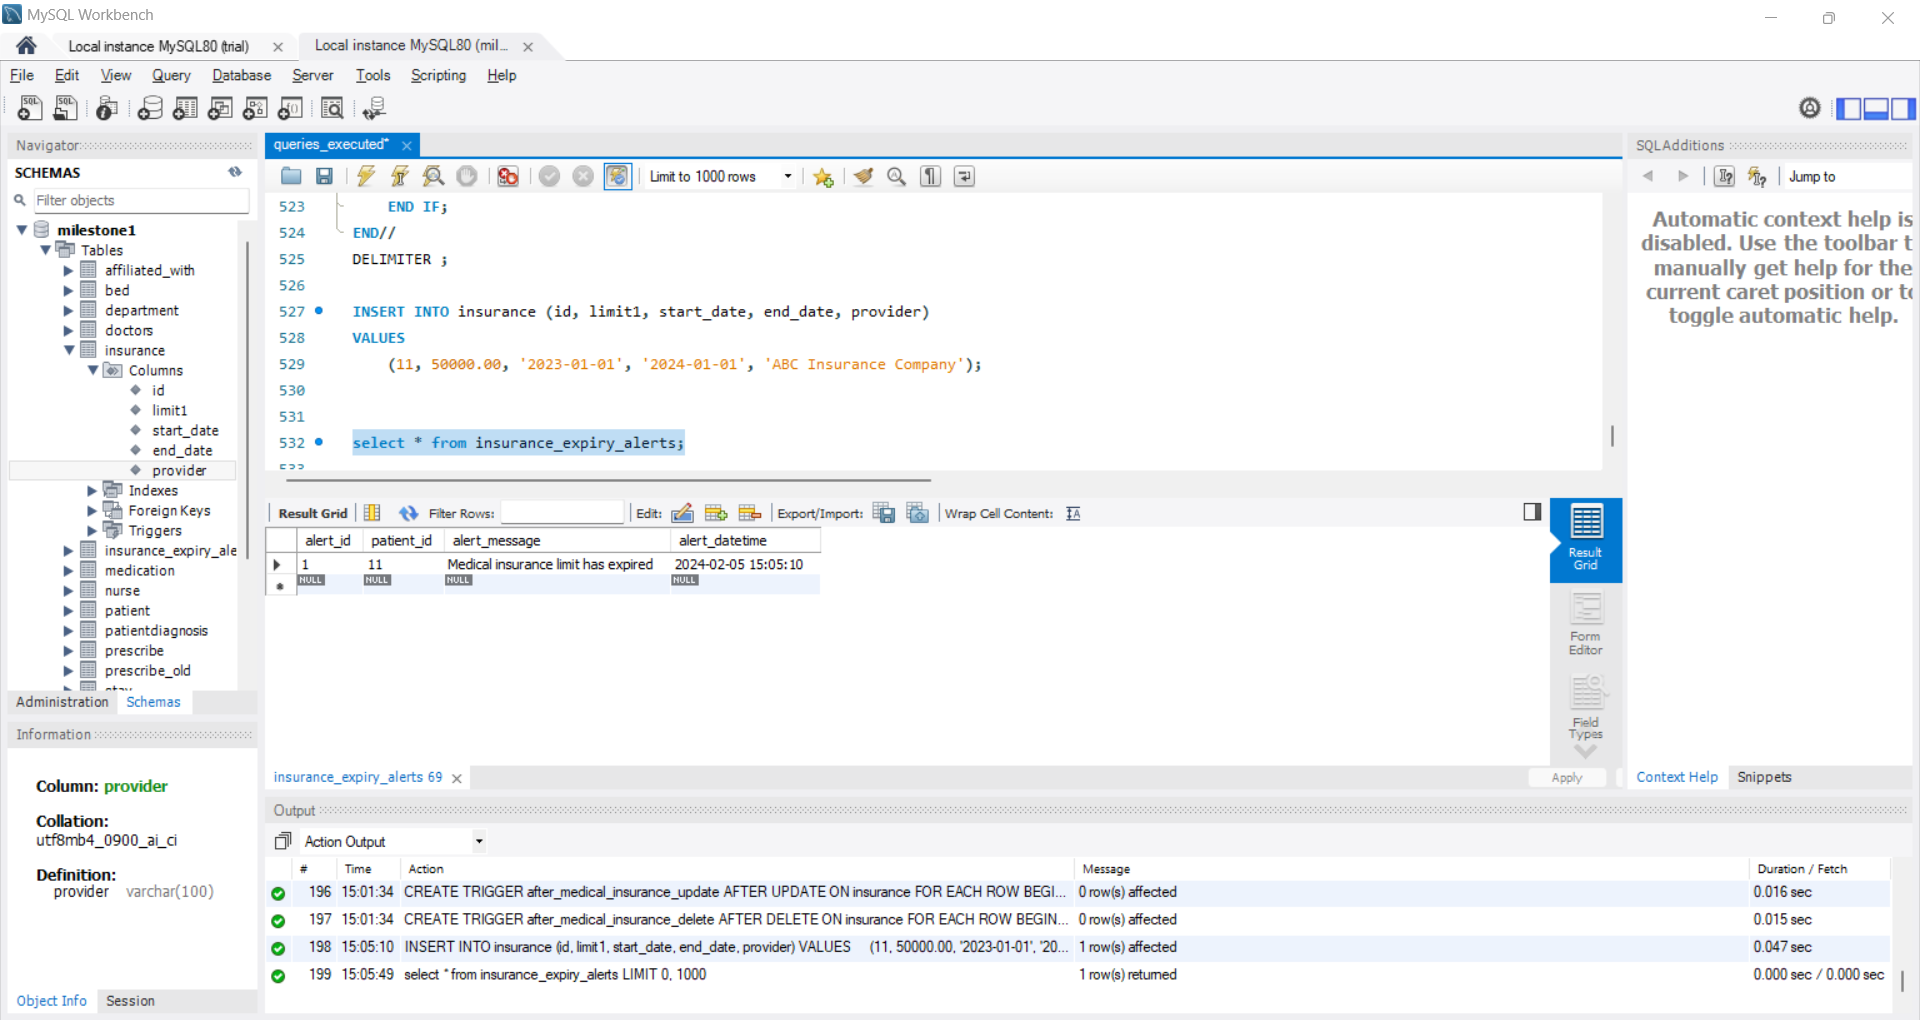 MySQL Workbench
Local instance MySQL80 (trial)
Local instance MySQL80 (mil...
File Edit View Query Database Server Tools Scripting Help
Navigator
SCHEMAS
Filter objects
milestone1
Tables
affiliated_with
bed
department
doctors
insurance
Columns
id
limit1
start_date
end_date
provider
Indexes
Foreign Keys
Triggers
insurance_expiry_ale
medication
nurse
patient
patientdiagnosis
prescribe
prescribe_old
stay
Administration Schemas
Information
Column: provider
Collation:
utf8mb4_0900_ai_ci
Definition:
provider varchar(100)
Object Info Session
queries_executed*
Limit to 1000 rows
523 END IF;
524 END//
525 DELIMITER ;
526
527 INSERT INTO insurance (id, limit1, start_date, end_date, provider)
528 VALUES
529 (11, 50000.00, '2023-01-01', '2024-01-01', 'ABC Insurance Company');
530
531
532 select * from insurance_expiry_alerts;
533
Result Grid Filter Rows: Edit: Export/Import: Wrap Cell Content:
alert_id patient_id alert_message alert_datetime
1 11 Medical insurance limit has expired 2024-02-05 15:05:10
NULL NULL NULL NULL
Result Grid
Form Editor
Field Types
insurance_expiry_alerts 69
Apply
SQLAdditions
Jump to
Automatic context help is
disabled. Use the toolbar t
manually get help for the
current caret position or to
toggle automatic help.
Context Help Snippets
Output
Action Output
# Time Action Message Duration / Fetch
196 15:01:34 CREATE TRIGGER after_medical_insurance_update AFTER UPDATE ON insurance FOR EACH ROW BEGI... 0 row(s) affected 0.016 sec
197 15:01:34 CREATE TRIGGER after_medical_insurance_delete AFTER DELETE ON insurance FOR EACH ROW BEGIN... 0 row(s) affected 0.015 sec
198 15:05:10 INSERT INTO insurance (id, limit1, start_date, end_date, provider) VALUES (11, 50000.00, '2023-01-01', '20... 1 row(s) affected 0.047 sec
199 15:05:49 select * from insurance_expiry_alerts LIMIT 0, 1000 1 row(s) returned 0.000 sec / 0.000 sec